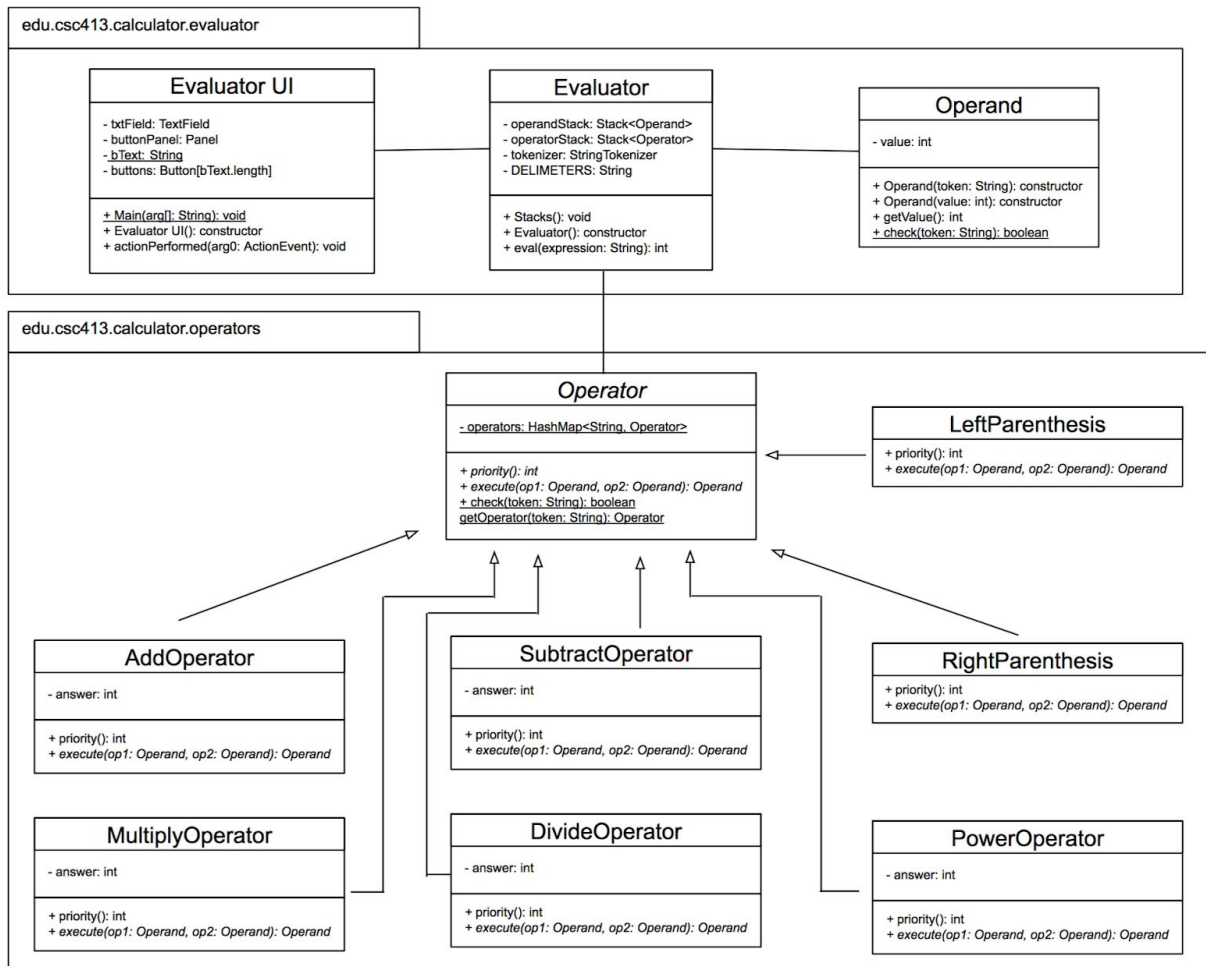 edu.csc413.calculator.evaluator
Evaluator UI
- txtField: TextField
- buttonPanel: Panel
- bText: String
- buttons: Button[bText.length]
+ Main(arg[]: String): void
+ Evaluator UI(): constructor
+ actionPerformed(arg0: ActionEvent): void
Evaluator
- operandStack: Stack<Operand>
- operatorStack: Stack<Operator>
- tokenizer: StringTokenizer
- DELIMETERS: String
+ Stacks(): void
+ Evaluator(): constructor
+ eval(expression: String): int
Operand
- value: int
+ Operand(token: String): constructor
+ Operand(value: int): constructor
+ getValue(): int
+ check(token: String): boolean
edu.csc413.calculator.operators
Operator
- operators: HashMap<String, Operator>
+ priority(): int
+ execute(op1: Operand, op2: Operand): Operand
+ check(token: String): boolean
getOperator(token: String): Operator
LeftParenthesis
+ priority(): int
+ execute(op1: Operand, op2: Operand): Operand
AddOperator
- answer: int
+ priority(): int
+ execute(op1: Operand, op2: Operand): Operand
SubtractOperator
- answer: int
+ priority(): int
+ execute(op1: Operand, op2: Operand): Operand
RightParenthesis
+ priority(): int
+ execute(op1: Operand, op2: Operand): Operand
MultiplyOperator
- answer: int
+ priority(): int
+ execute(op1: Operand, op2: Operand): Operand
DivideOperator
- answer: int
+ priority(): int
+ execute(op1: Operand, op2: Operand): Operand
PowerOperator
- answer: int
+ priority(): int
+ execute(op1: Operand, op2: Operand): Operand